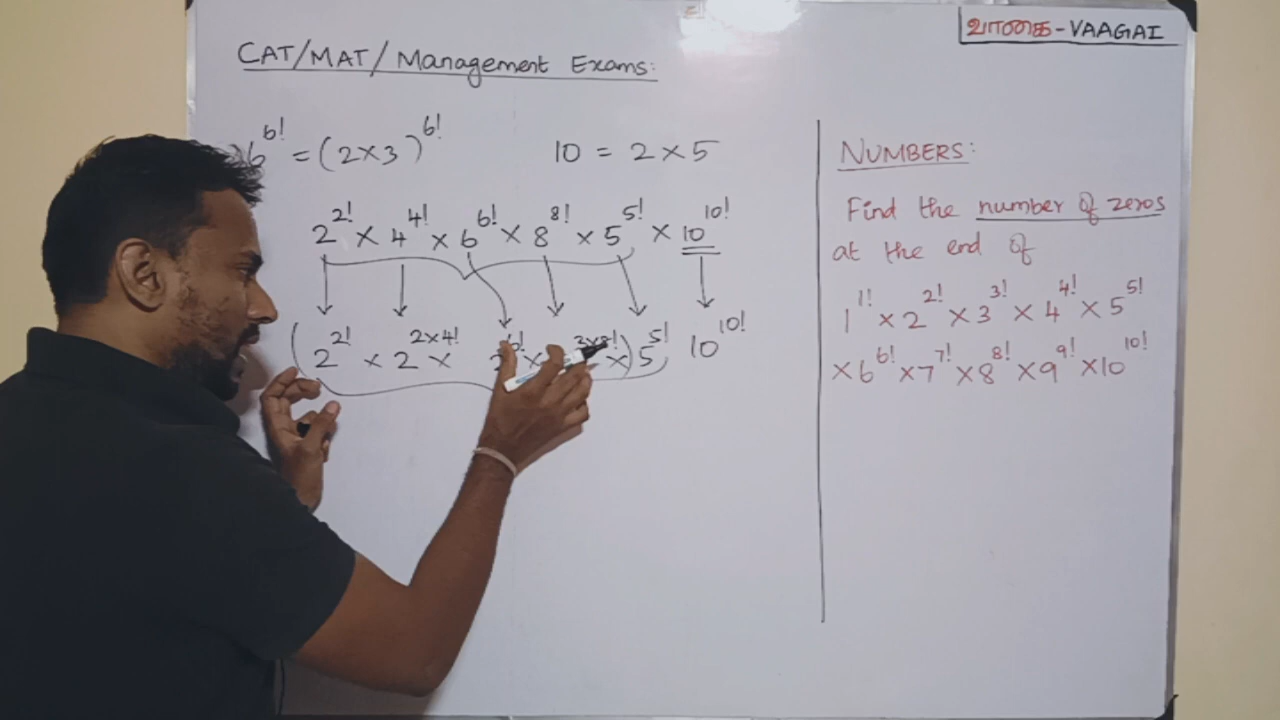 வாகை-VAAGAI
CAT/MAT/Management Exams:
6^6! = (2×3)^6!
10 = 2×5
2^2! × 4^4! × 6^6! × 8^8! × 5^5! × 10^10!
(2^2! × 2^2×4! × 2^6! × ×) 5^5! 10^10!
NUMBERS:
Find the number of zeros
at the end of
1^1! × 2^2! × 3^3! × 4^4! × 5^5!
×6^6! ×7^7! ×8^8! ×9^9! ×10^10!